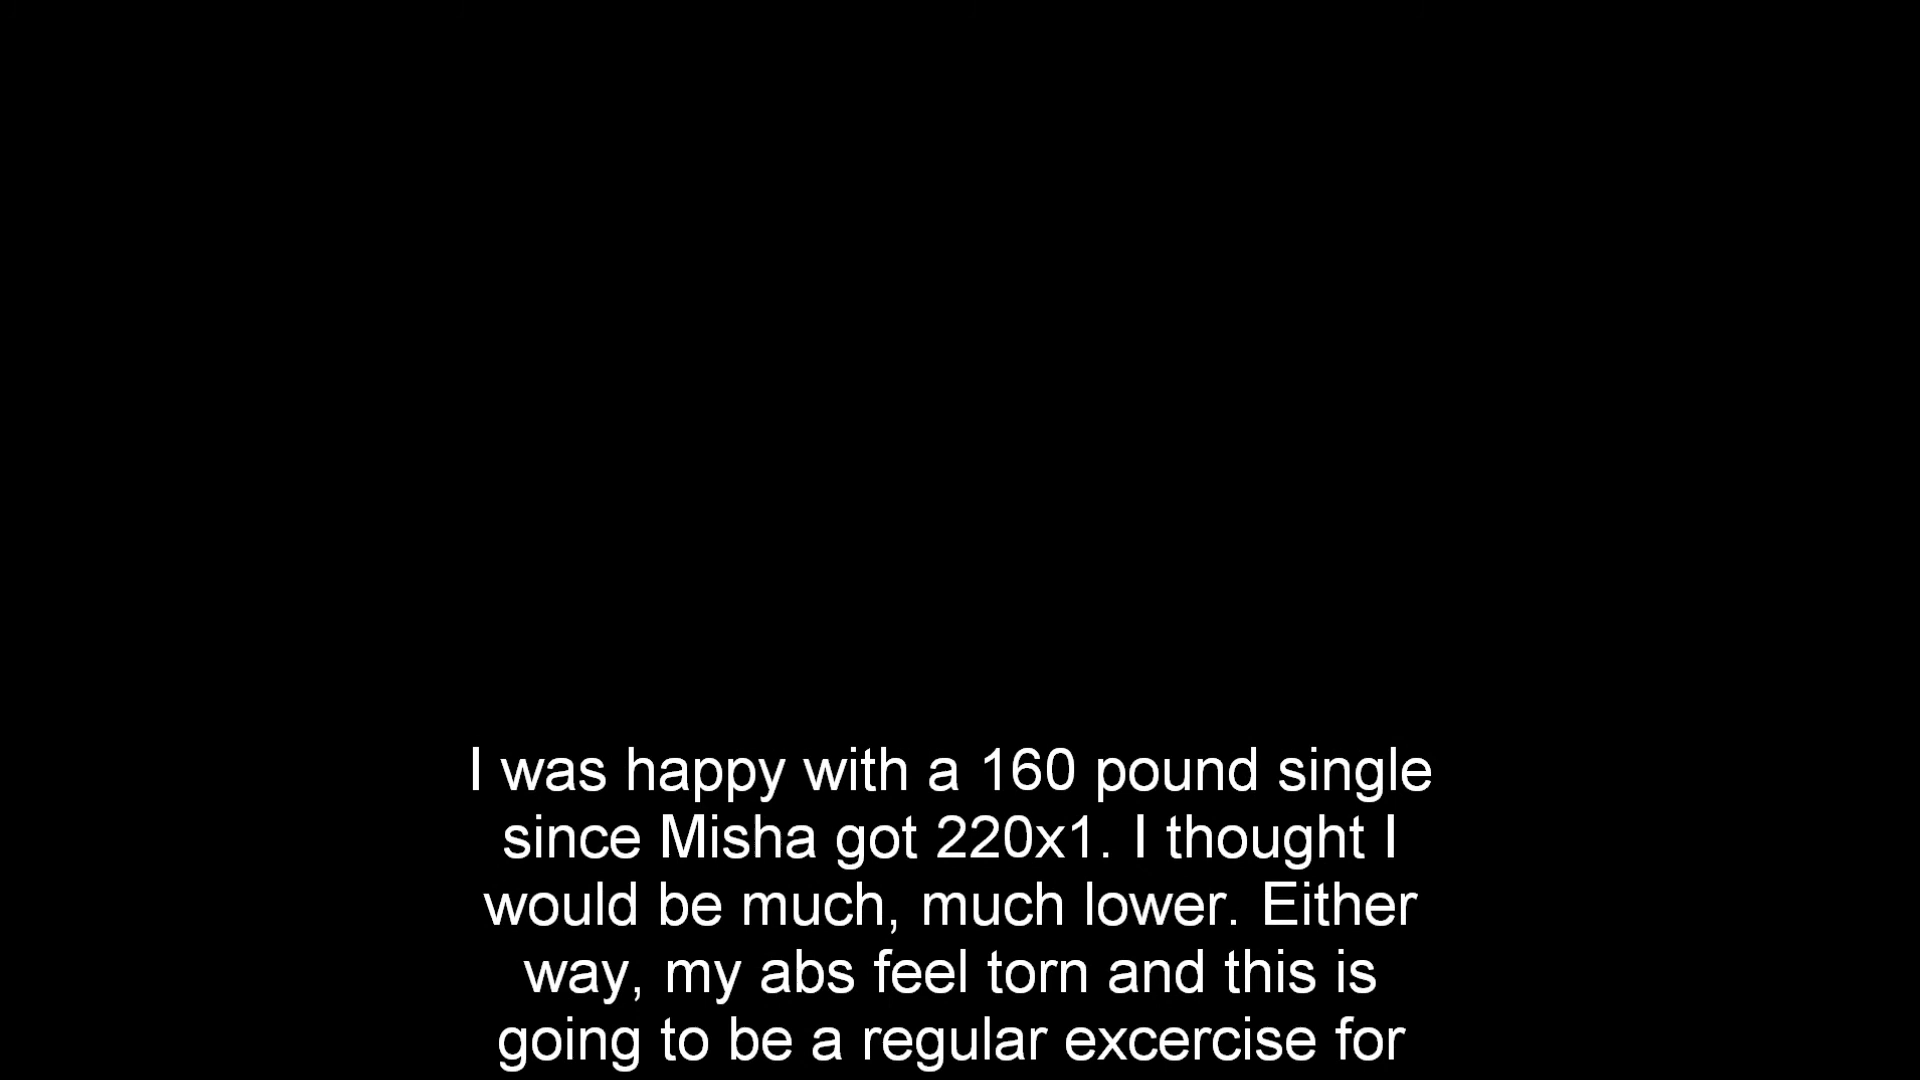 I was happy with a 160 pound single
since Misha got 220x1. I thought I
would be much, much lower. Either
way, my abs feel torn and this is
going to be a regular excercise for